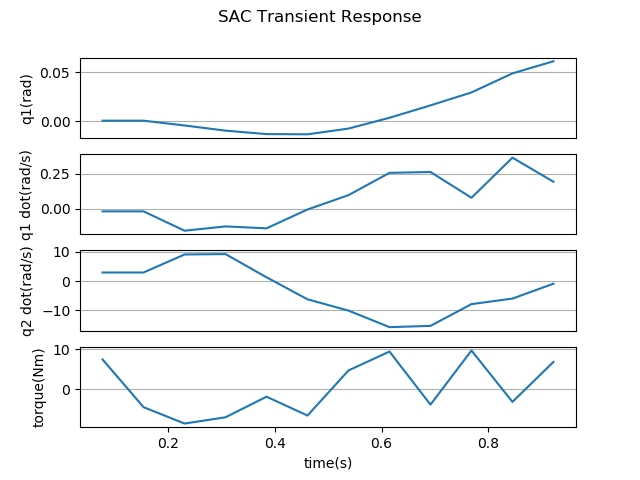 SAC Transient Response
q1(rad)
0.05
0.00
q1 dot(rad/s)
0.25
0.00
q2 dot(rad/s)
10
0
−10
torque(Nm)
10
0
0.2 0.4 0.6 0.8
time(s)